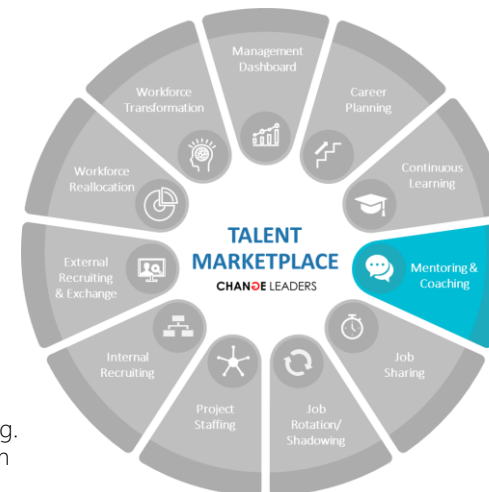 Management
Dashboard
Career
Planning
Continuous
Learning
Mentoring &
Coaching
Job
Sharing
Job
Rotation/
Shadowing
Project
Staffing
Internal
Recruiting
External
Recruiting
& Exchange
Workforce
Reallocation
Workforce
Transformation
TALENT
MARKETPLACE
CHANGE LEADERS
g.
n